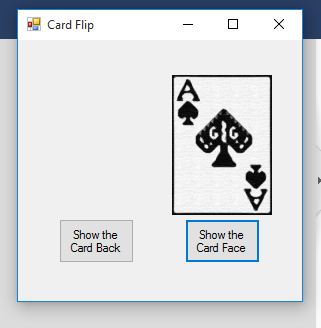 Card Flip
A
G G
A
Show the
Card Back
Show the
Card Face